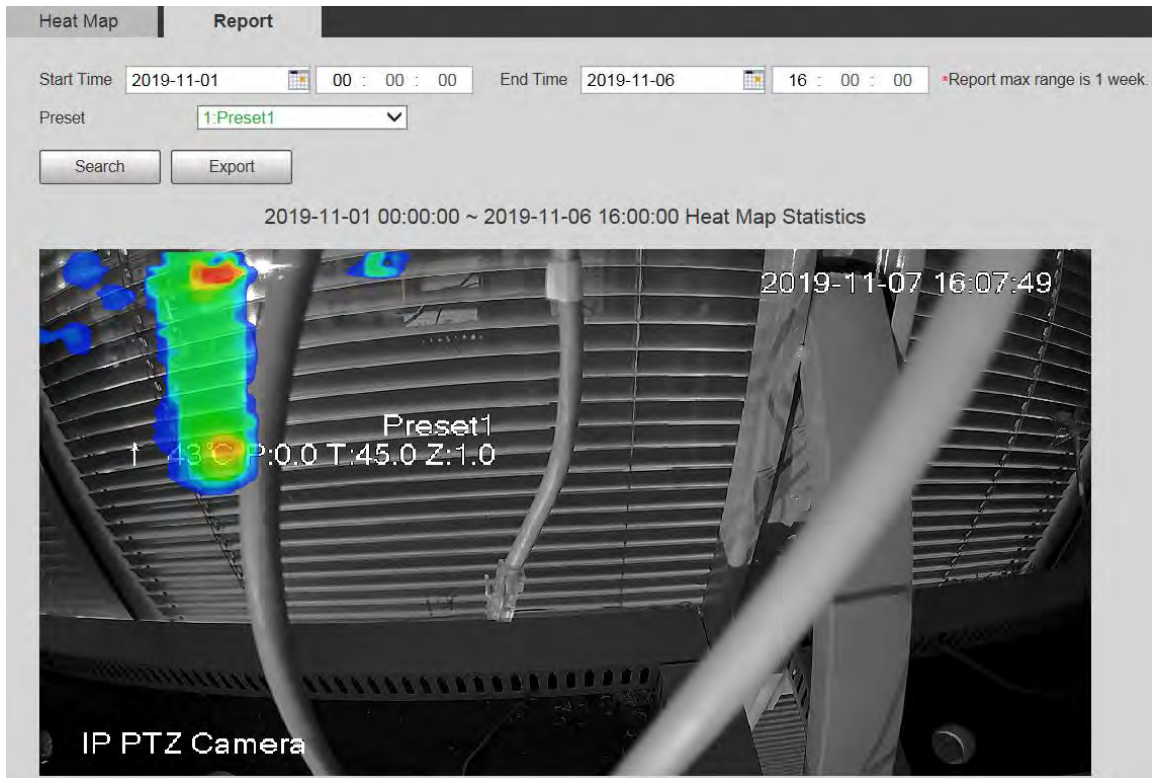 Heat Map Report
Start Time 2019-11-01 00 : 00 : 00 End Time 2019-11-06 16 : 00 : 00 *Report max range is 1 week.
Preset 1:Preset1
Search Export
2019-11-01 00:00:00 ~ 2019-11-06 16:00:00 Heat Map Statistics
2019-11-07 16:07:49
Preset1
↑ 43°C P:0.0 T:45.0 Z:1.0
IP PTZ Camera